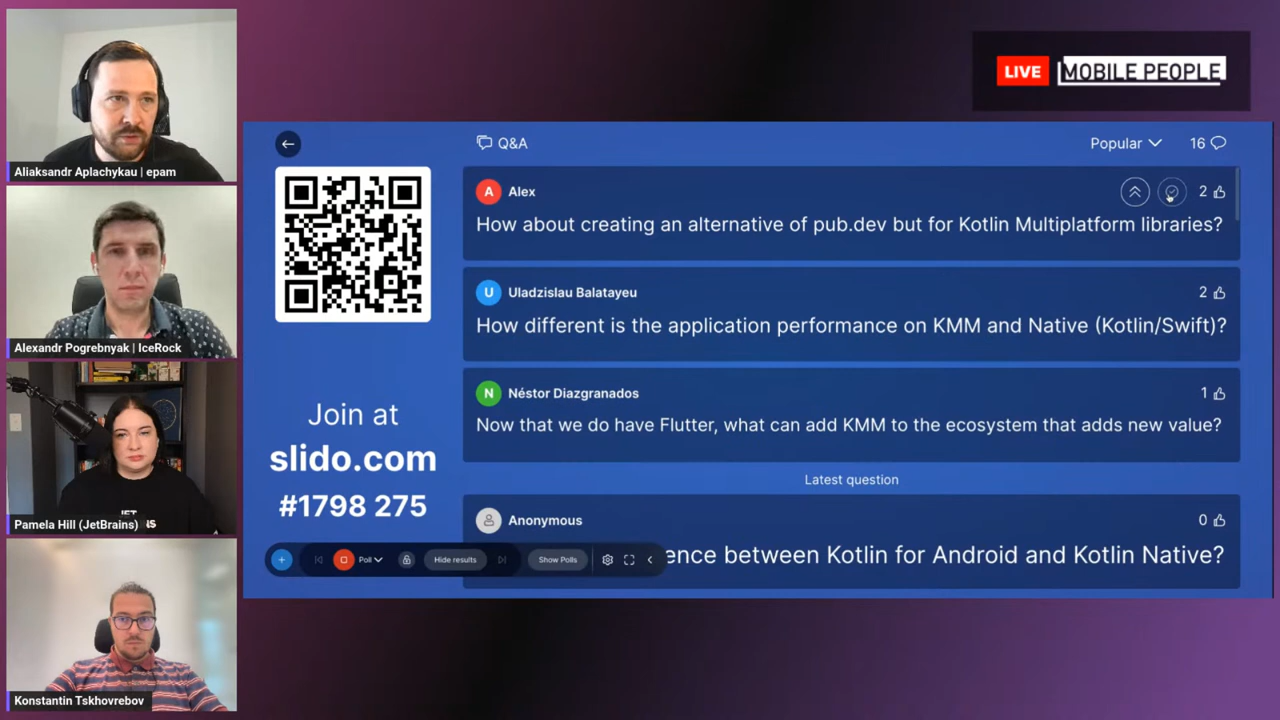 Aliaksandr Aplachykau | epam
Alexandr Pogrebnyak | IceRock
Pamela Hill (JetBrains)
Konstantin Tskhovrebov
LIVE
MOBILE PEOPLE
Q&A
Popular
16
Join at
slido.com
#1798 275
A
Alex
2
How about creating an alternative of pub.dev but for Kotlin Multiplatform libraries?
U
Uladzislau Balatayeu
2
How different is the application performance on KMM and Native (Kotlin/Swift)?
N
Néstor Diazgranados
1
Now that we do have Flutter, what can add KMM to the ecosystem that adds new value?
Latest question
Anonymous
0
between Kotlin for Android and Kotlin Native?
Poll
Hide results
Show Polls